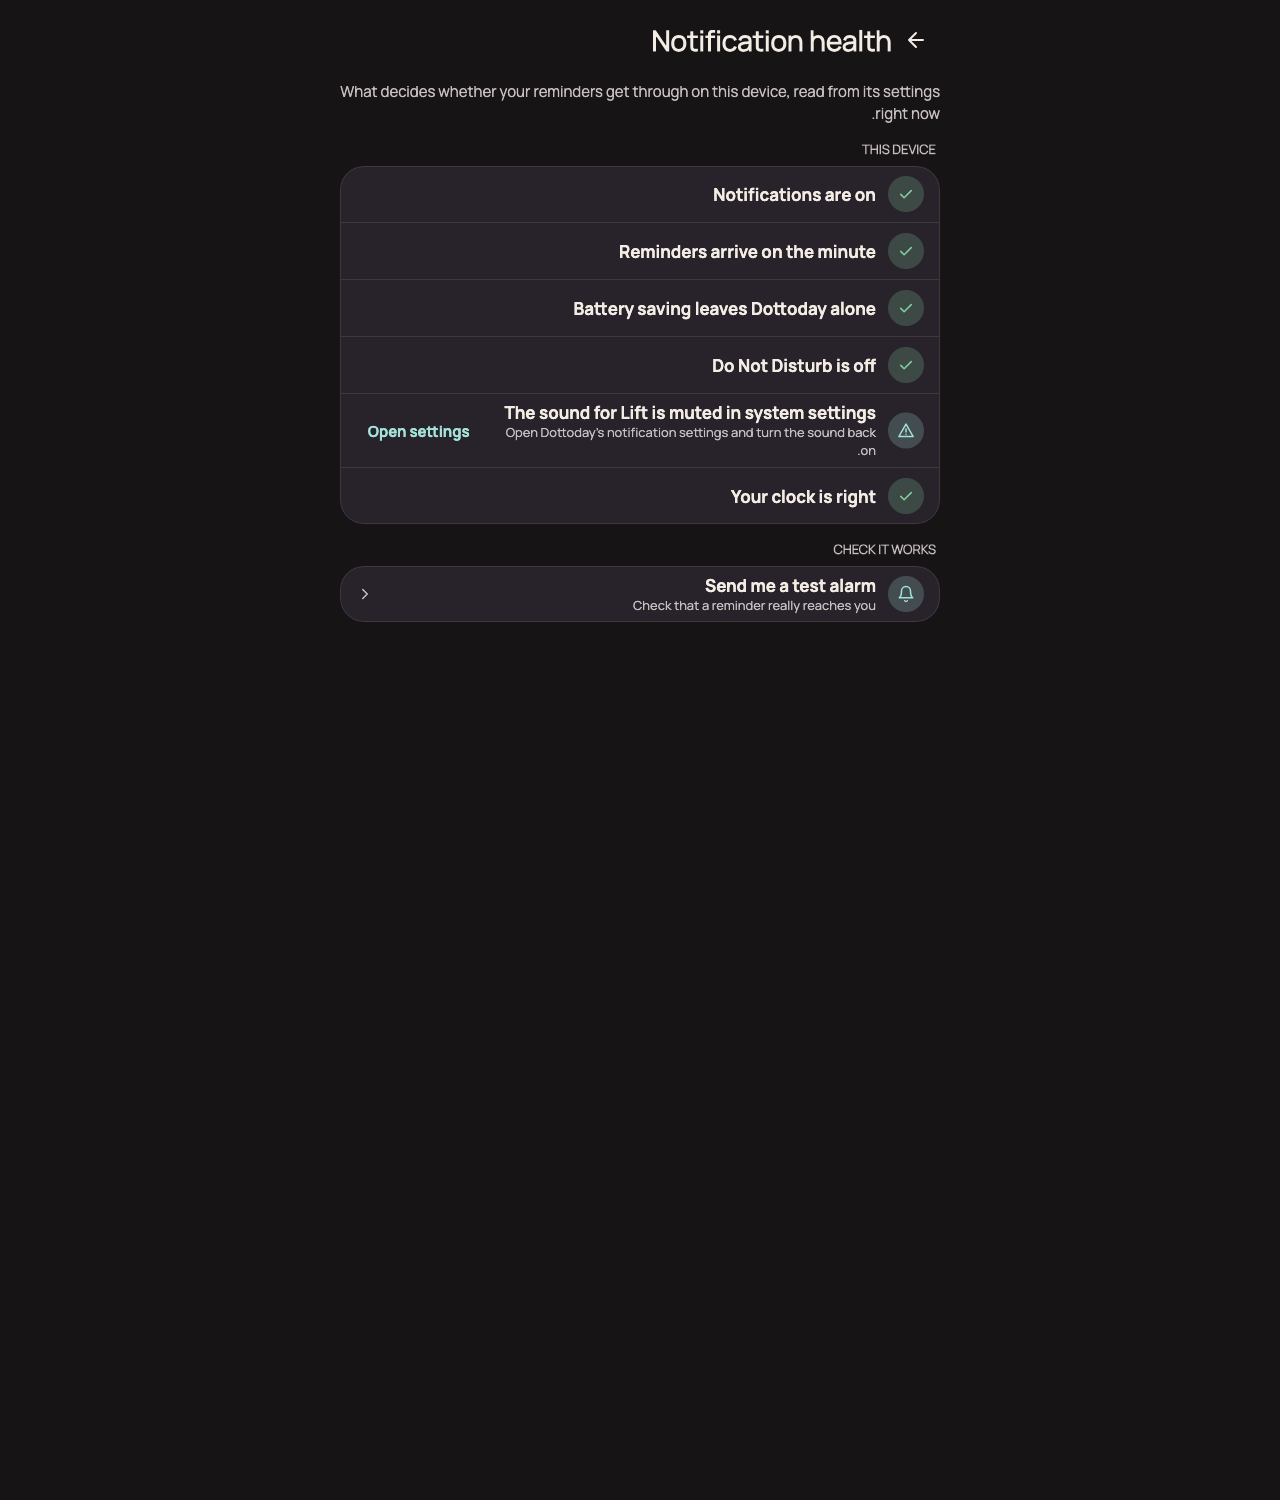 Notification health
What decides whether your reminders get through on this device, read from its settings
.right now
THIS DEVICE
Notifications are on
Reminders arrive on the minute
Battery saving leaves Dottoday alone
Do Not Disturb is off
The sound for Lift is muted in system settings
Open Dottoday's notification settings and turn the sound back
.on
Open settings
Your clock is right
CHECK IT WORKS
Send me a test alarm
Check that a reminder really reaches you